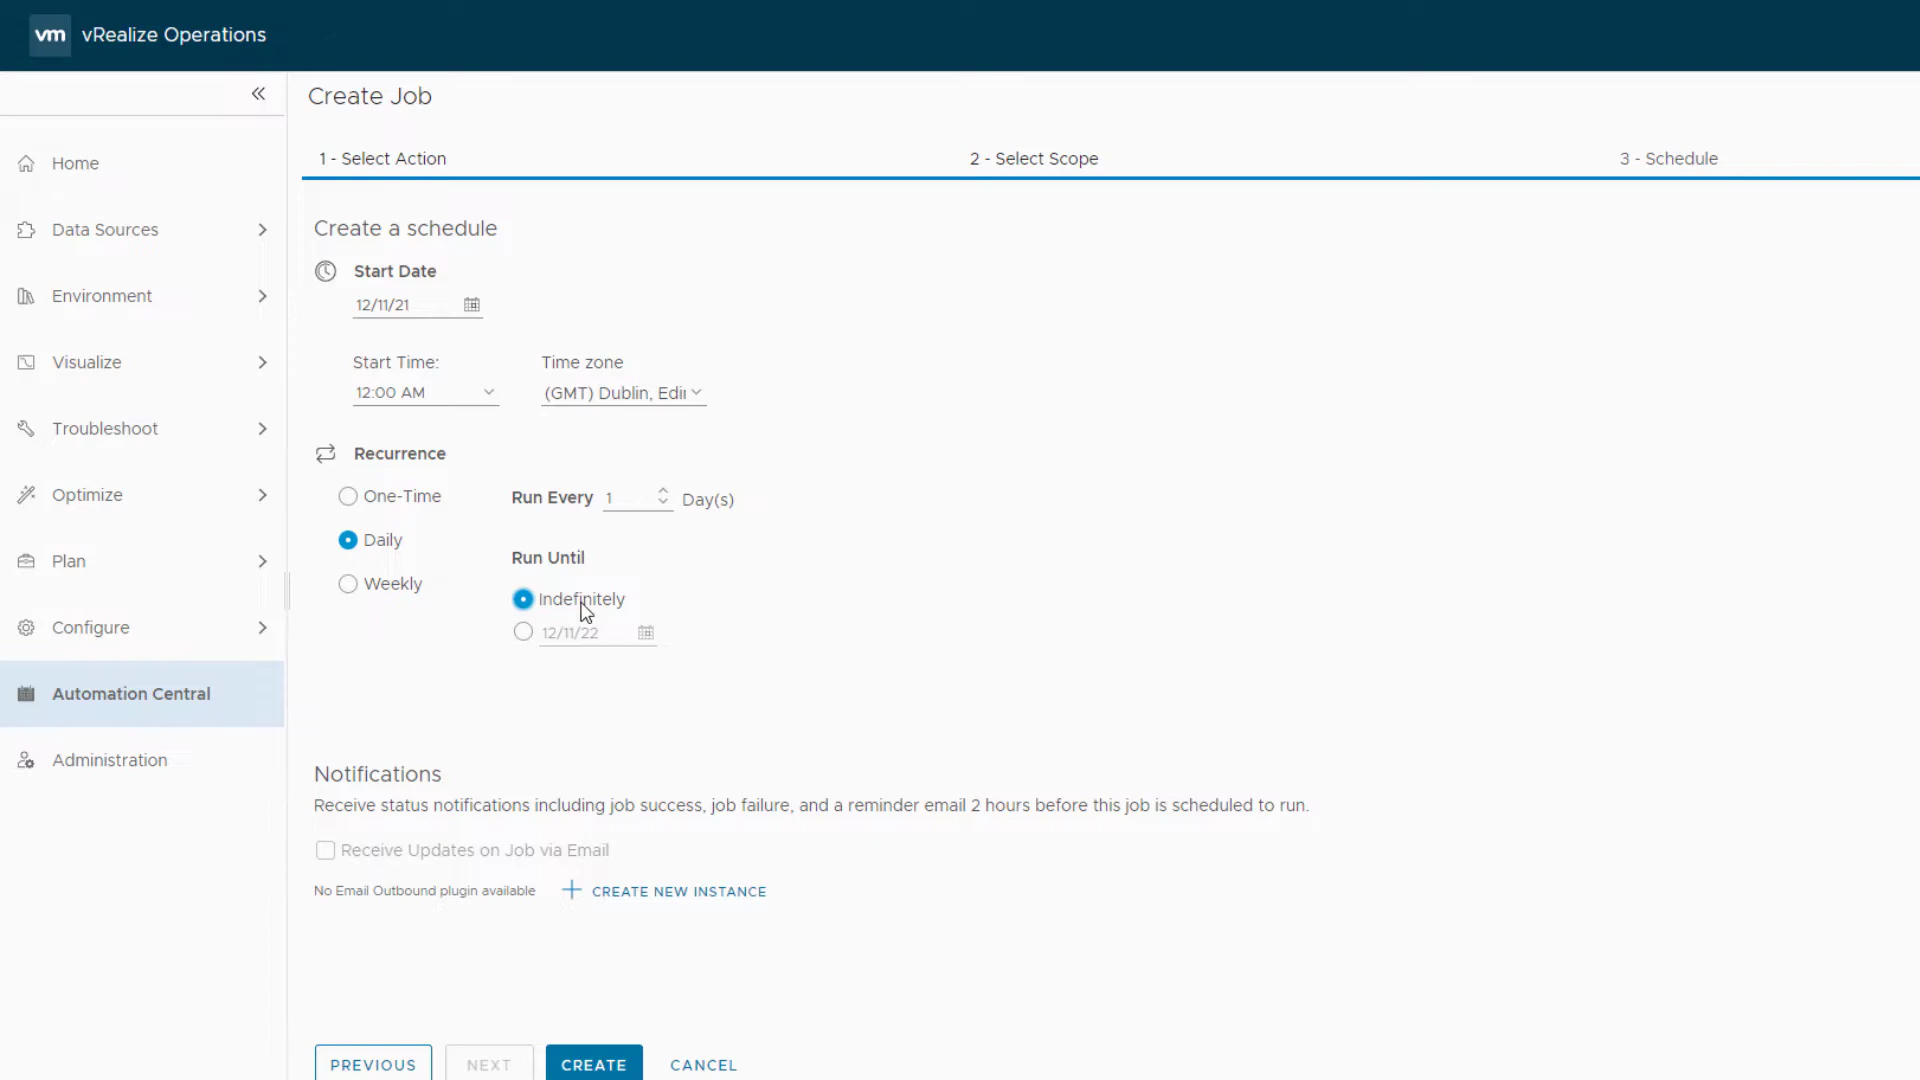 vm vRealize Operations
Create Job
1 - Select Action
2 - Select Scope
3 - Schedule
Home
Data Sources
Environment
Visualize
Troubleshoot
Optimize
Plan
Configure
Automation Central
Administration
Create a schedule
Start Date
12/11/21
Start Time:
Time zone
12:00 AM
(GMT) Dublin, Edii
Recurrence
One-Time
Daily
Weekly
Run Every 1 Day(s)
Run Until
Indefinitely
12/11/22
Notifications
Receive status notifications including job success, job failure, and a reminder email 2 hours before this job is scheduled to run.
Receive Updates on Job via Email
No Email Outbound plugin available
CREATE NEW INSTANCE
PREVIOUS
NEXT
CREATE
CANCEL